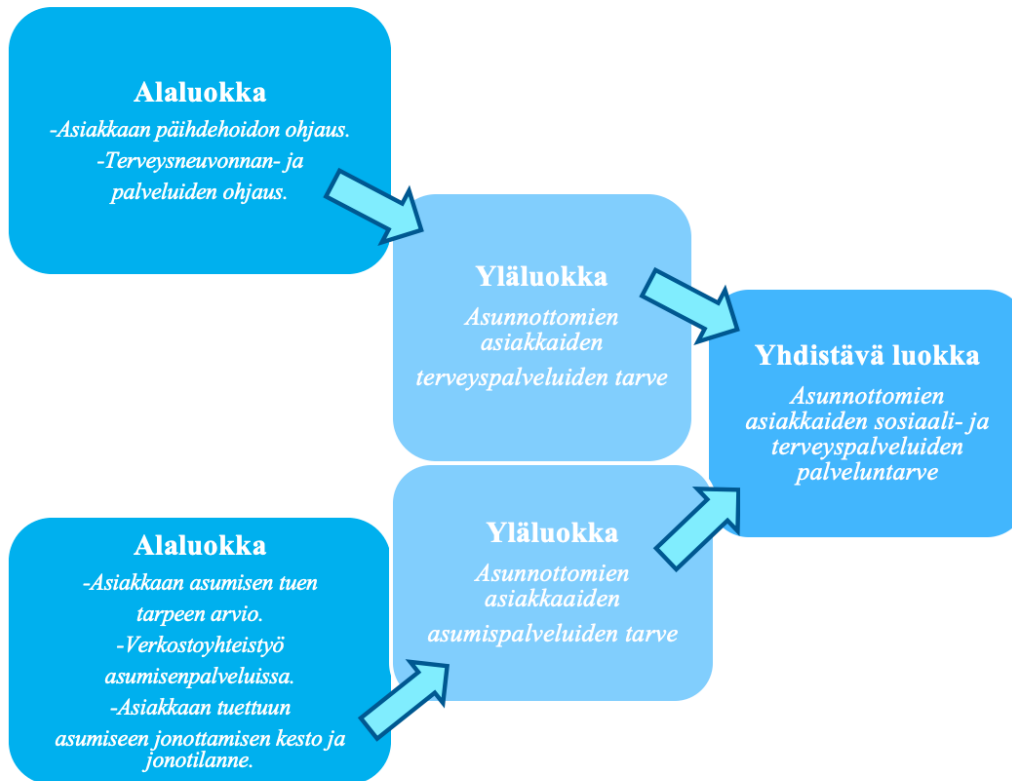 Alaluokka
-Asiakkaan päihdehoidon ohjaus.
-Terveysneuvonnan- ja
palveluiden ohjaus.
Yläluokka
Asunnottomien
asiakkaiden
terveyspalveluiden tarve
Yhdistävä luokka
Asunnottomien
asiakkaiden sosiaali- ja
terveyspalveluiden
palveluntarve
Alaluokka
-Asiakkaan asumisen tuen
tarpeen arvio.
-Verkostoyhteistyö
asumisenpalveluissa.
-Asiakkaan tuettuun
asumiseen jonottamisen kesto ja
jonotilanne.
Yläluokka
Asunnottomien
asiakkaaiden
asumispalveluiden tarve